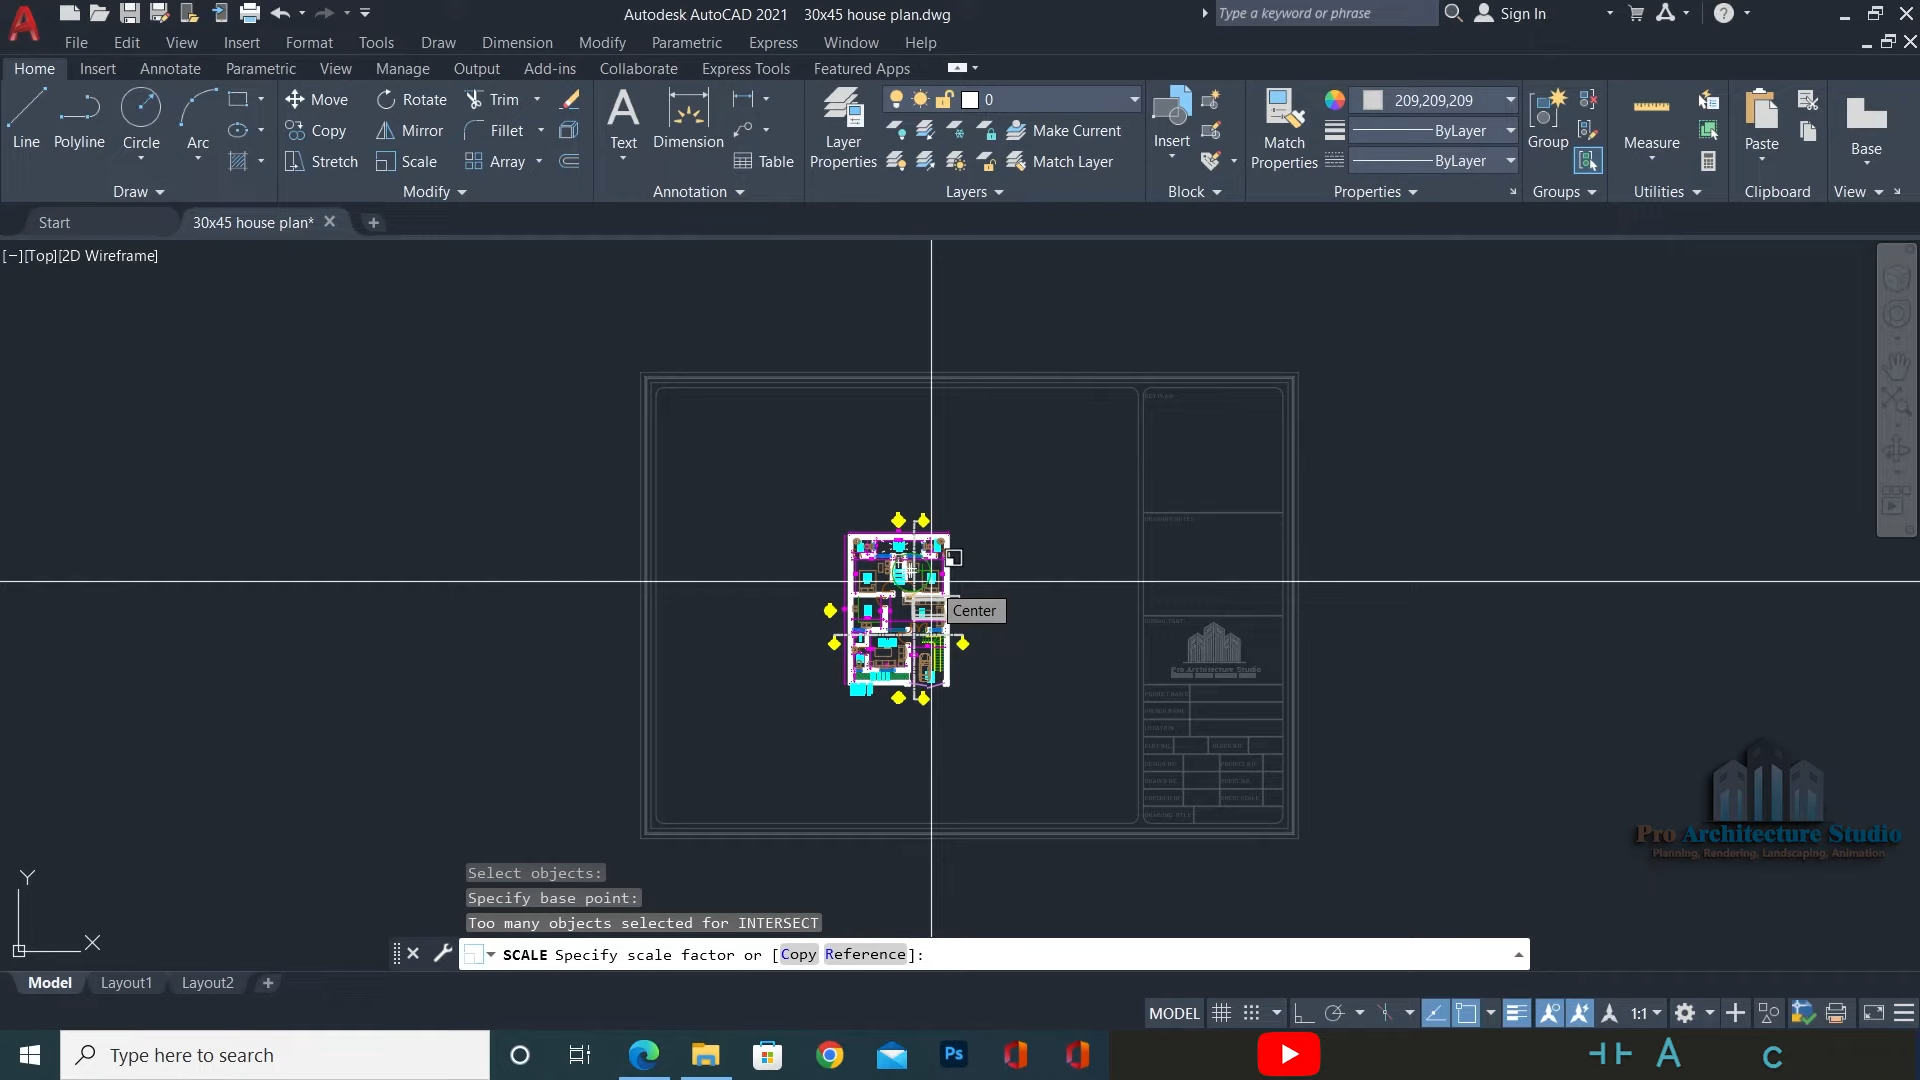 Autodesk AutoCAD 2021 30x45 house plan.dwg
Type a keyword or phrase
Sign In
File Edit View Insert Format Tools Draw Dimension Modify Parametric Express Window Help
Home Insert Annotate Parametric View Manage Output Add-ins Collaborate Express Tools Featured Apps
Line Polyline Circle Arc
Move Rotate Trim
Copy Mirror Fillet
Stretch Scale Array
Text Dimension Table
Layer Properties
0
Make Current
Match Layer
Insert
Match Properties
209,209,209
ByLayer
ByLayer
Group
Measure
Paste
Base
Draw Modify Annotation Layers Block Properties Groups Utilities Clipboard View
Start 30x45 house plan*
[−][Top][2D Wireframe]
Center
Pro Architecture Studio
Pro Architecture Studio
Planning, Rendering, Landscaping, Animation
Y
X
Select objects:
Specify base point:
Too many objects selected for INTERSECT
SCALE Specify scale factor or [Copy Reference]:
Model Layout1 Layout2
MODEL 1:1
Type here to search
Ps
A C